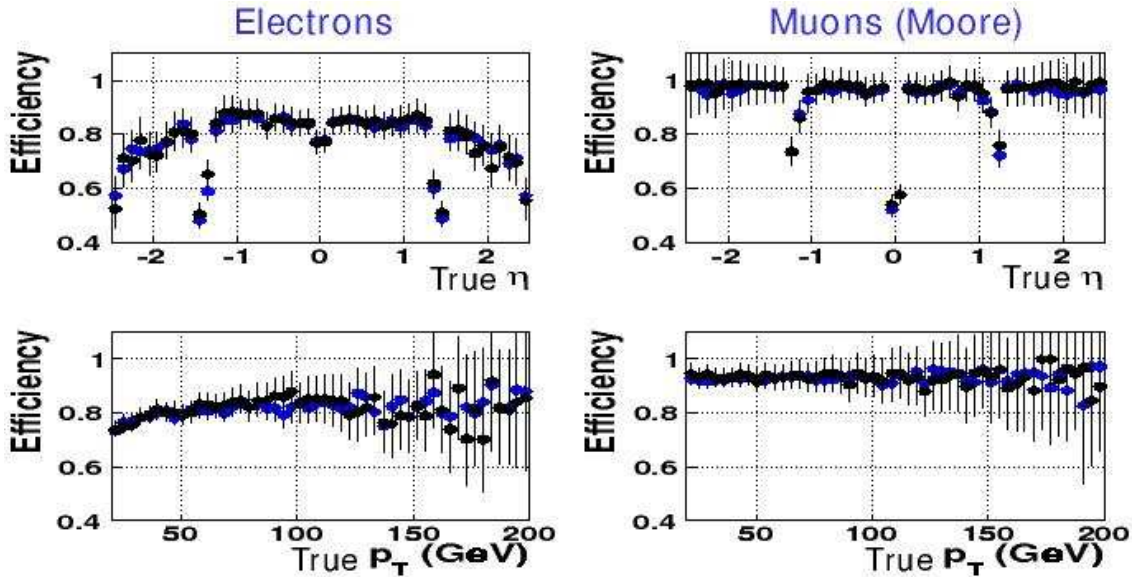 Electrons
Muons (Moore)
Efficiency
1
0.8
0.6
0.4
-2 -1 0 1 2
True η
Efficiency
1
0.8
0.6
0.4
-2 -1 0 1 2
True η
Efficiency
1
0.8
0.6
0.4
50 100 150 200
True p_T (GeV)
Efficiency
1
0.8
0.6
0.4
50 100 150 200
True p_T (GeV)